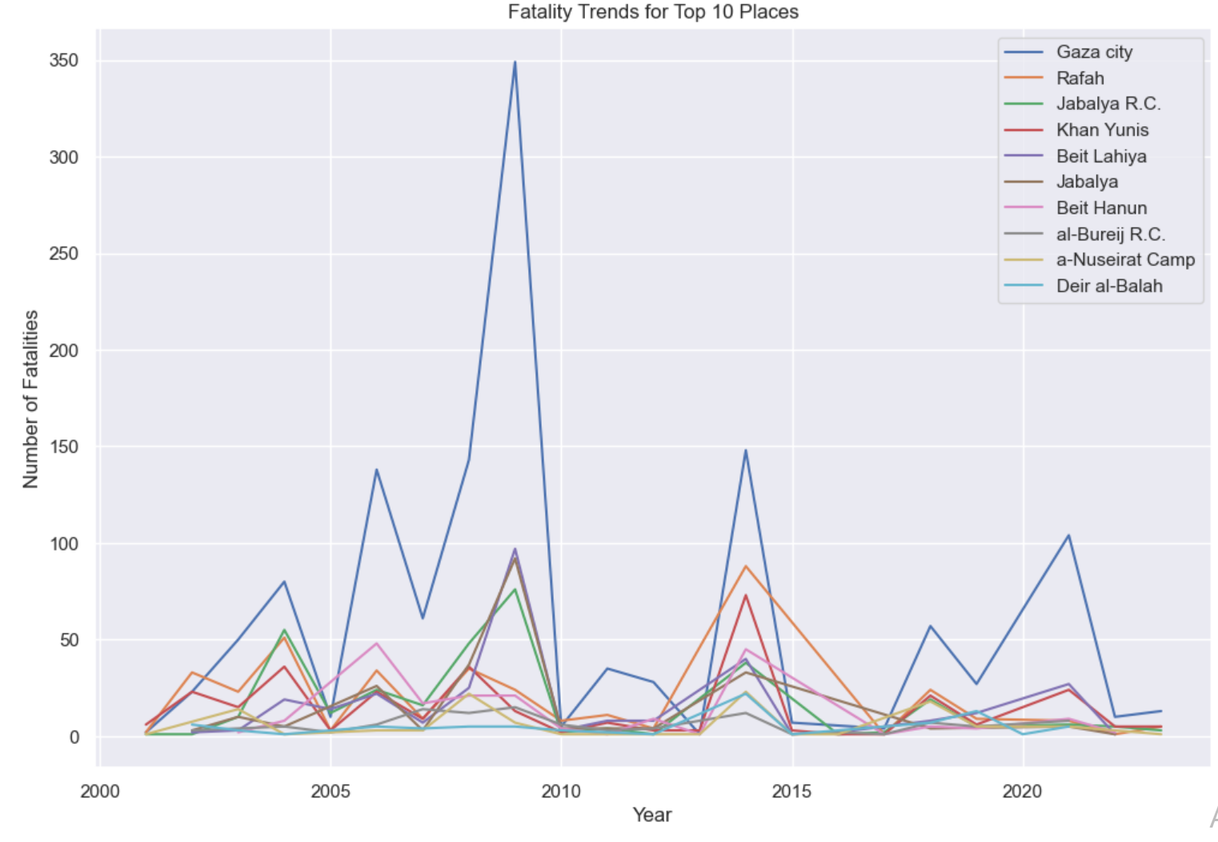 Fatality Trends for Top 10 Places
Number of Fatalities
350
300
250
200
150
100
50
0
Gaza city
Rafah
Jabalya R.C.
Khan Yunis
Beit Lahiya
Jabalya
Beit Hanun
al-Bureij R.C.
a-Nuseirat Camp
Deir al-Balah
2000 2005 2010 2015 2020
Year